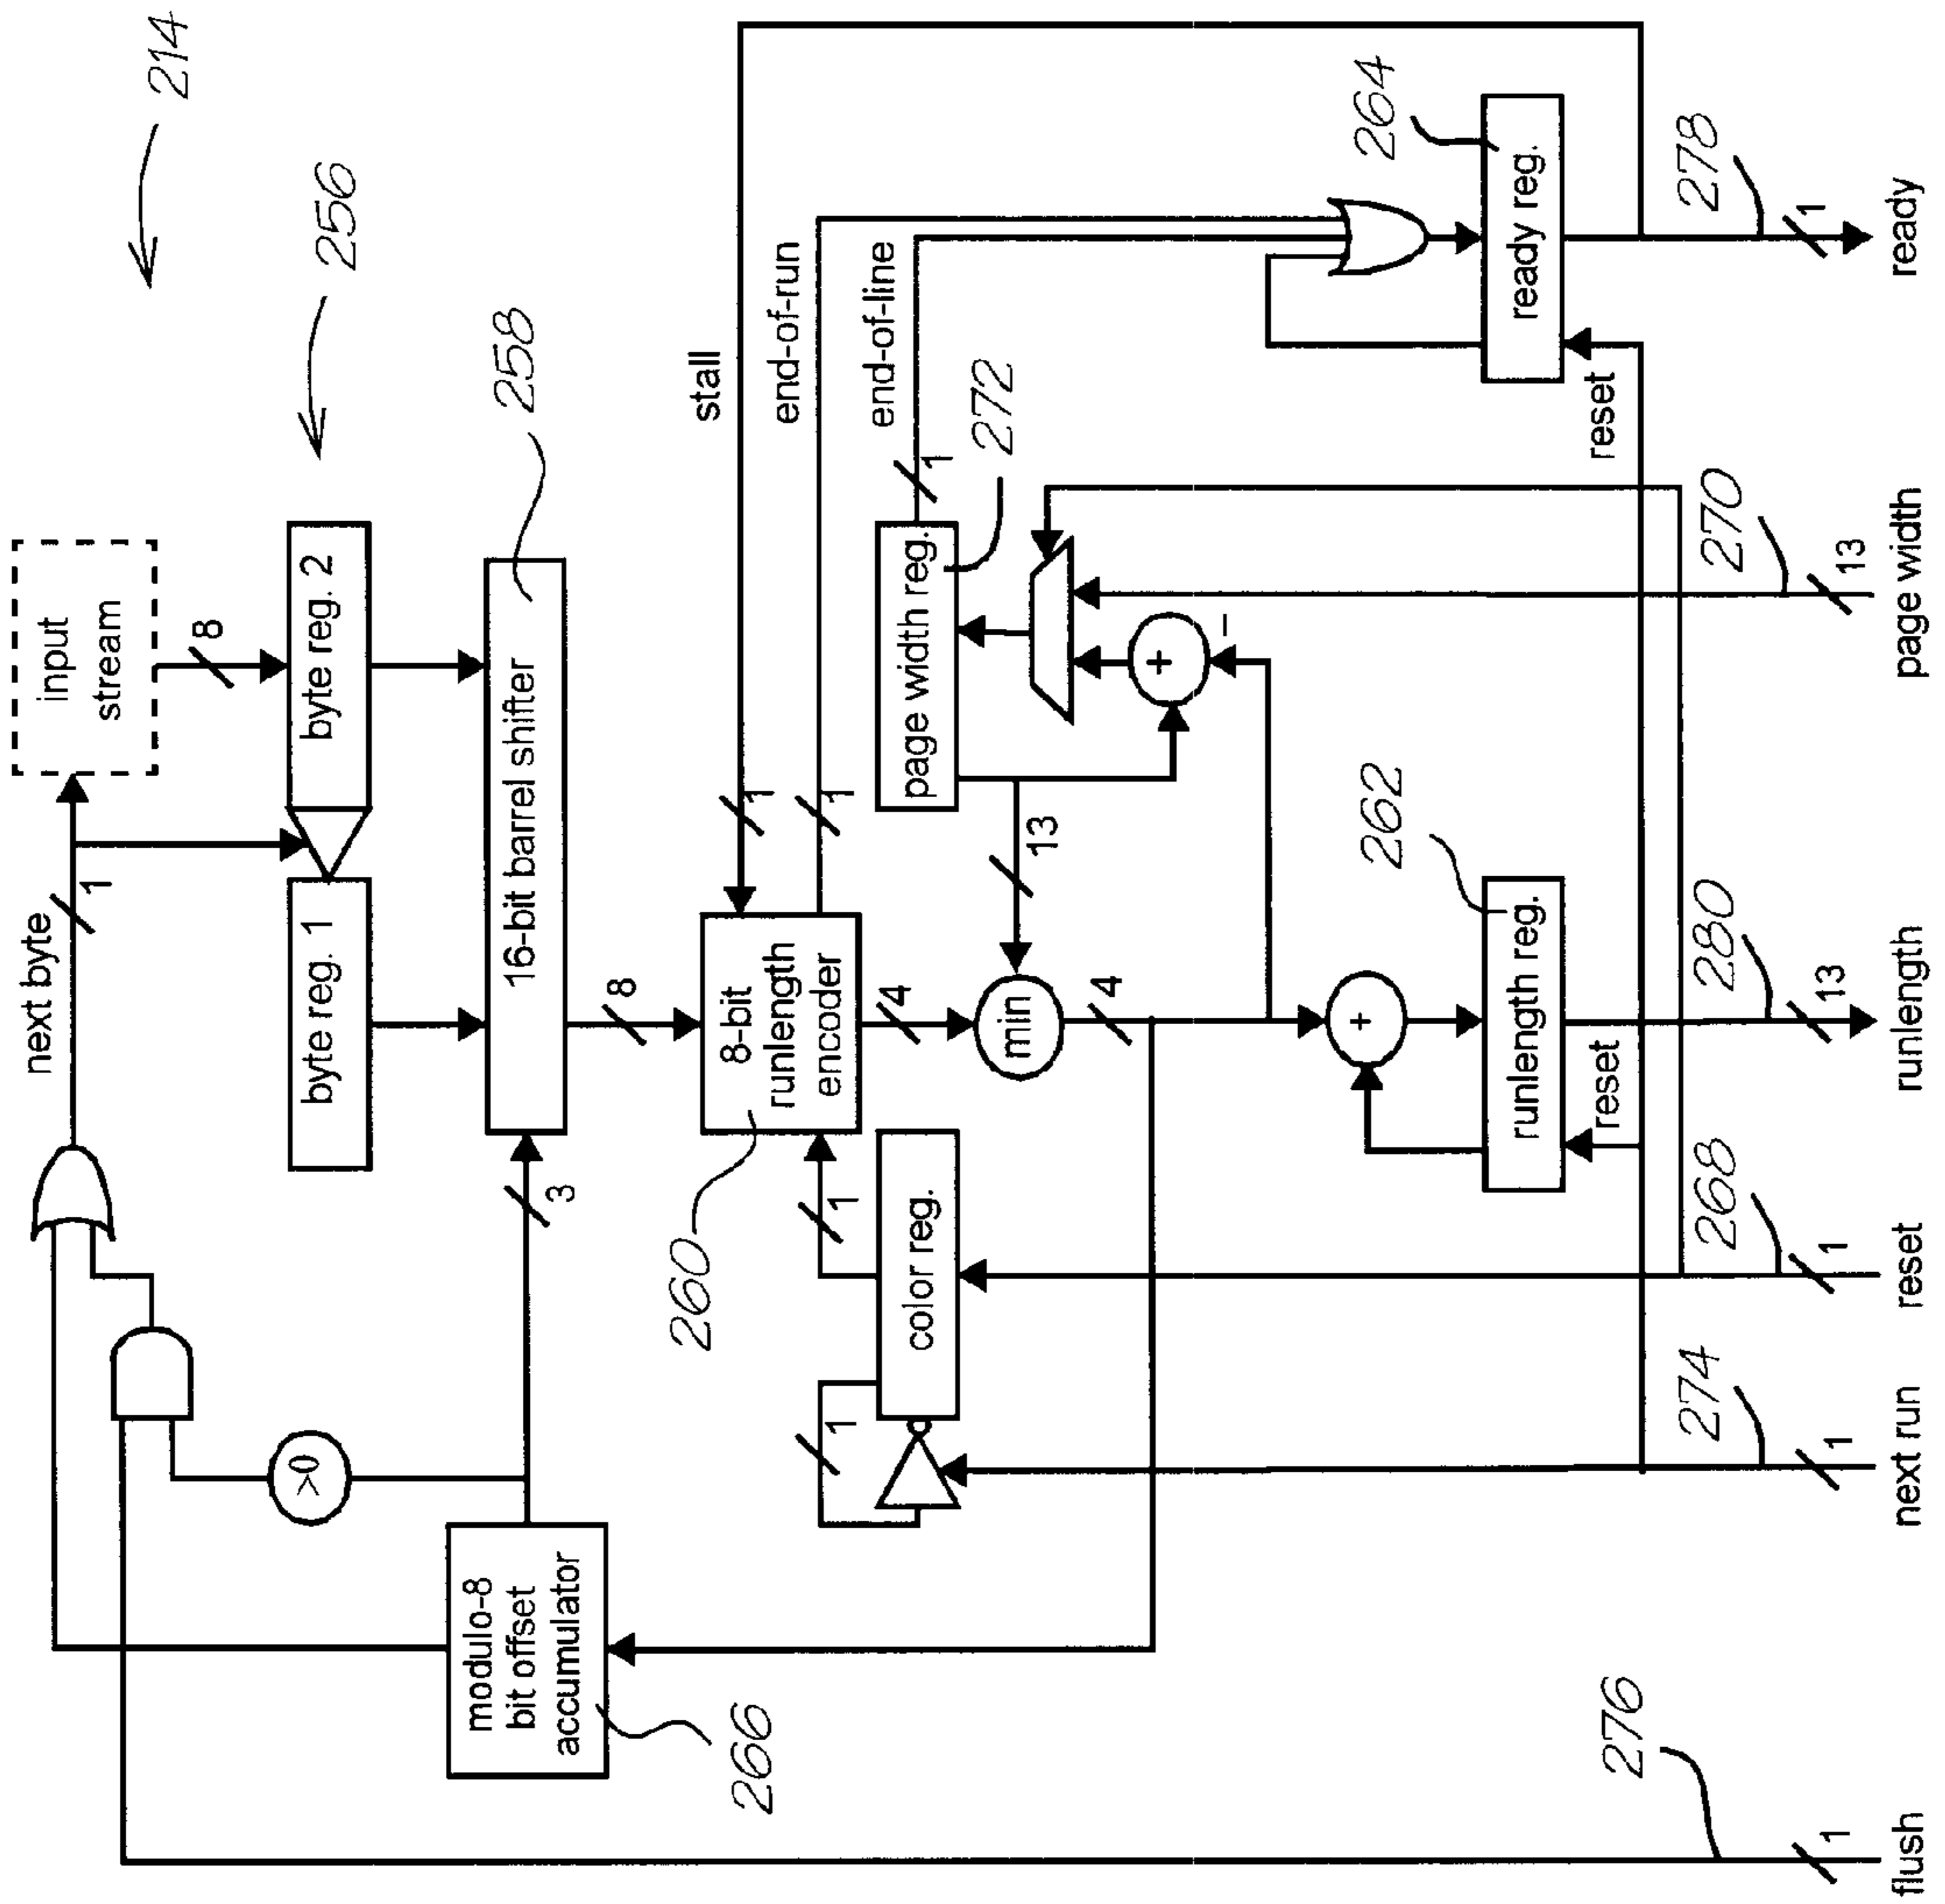 214
256
input
stream
next byte
1
8
byte reg. 1
byte reg. 2
258
16-bit barrel shifter
3
8
stall
end-of-run
end-of-line
1
1
1
8-bit
runlength
encoder
260
4
min
4
13
page width reg.
272
+
−
>0
modulo-8
bit offset
accumulator
266
1
1
color reg.
+
262
runlength reg.
reset
264
ready reg.
reset
276
274
268
280
270
278
1
1
1
13
13
1
flush
next run
reset
runlength
page width
ready